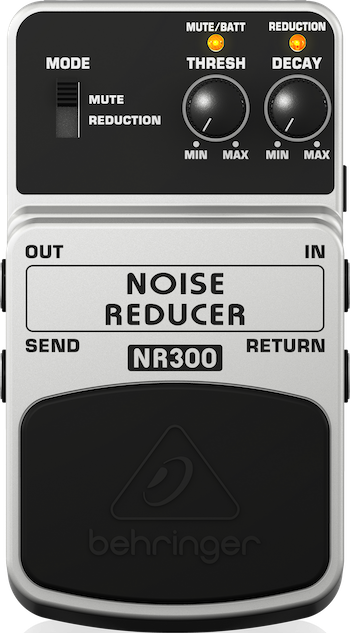 MUTE/BATT REDUCTION
MODE THRESH DECAY
MUTE
REDUCTION
MIN MAX MIN MAX
OUT IN
NOISE
REDUCER
SEND RETURN
NR300
behringer